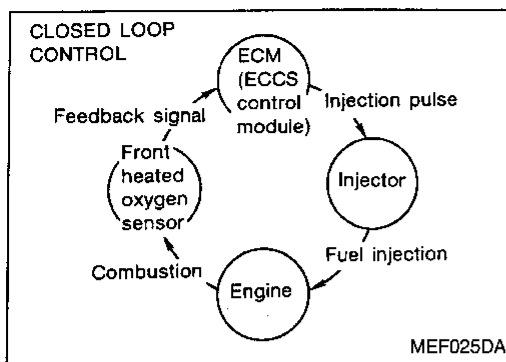 CLOSED LOOP
CONTROL
ECM
(ECCS
control
module)
Injection pulse
Injector
Fuel injection
Engine
Combustion
Front
heated
oxygen
sensor
Feedback signal
MEF025DA